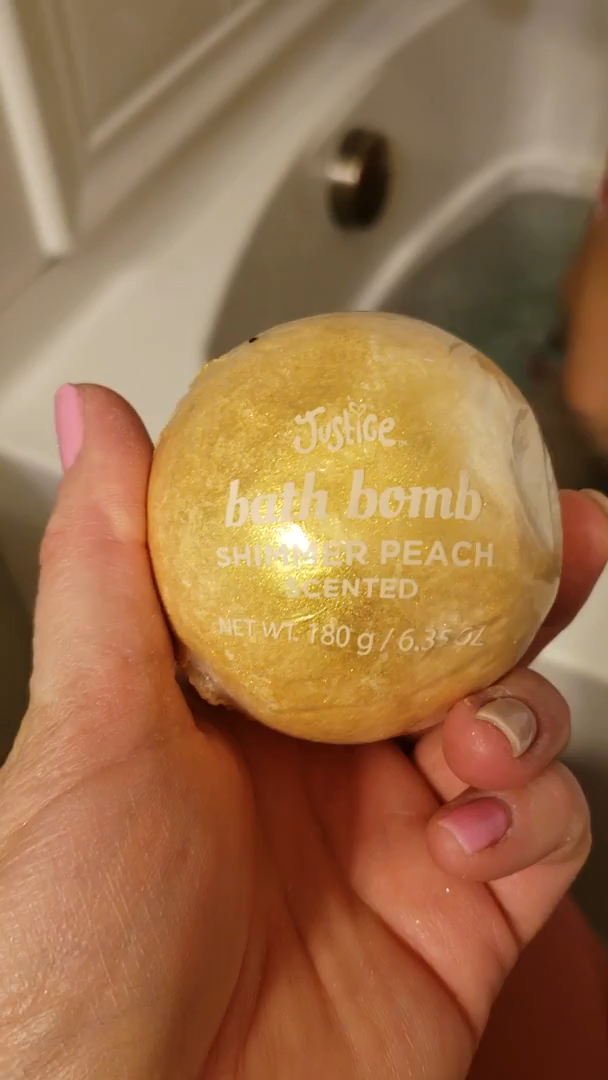 Justice
bath bomb
SHIMMER PEACH
SCENTED
NET WT. 180 g / 6.35 OZ